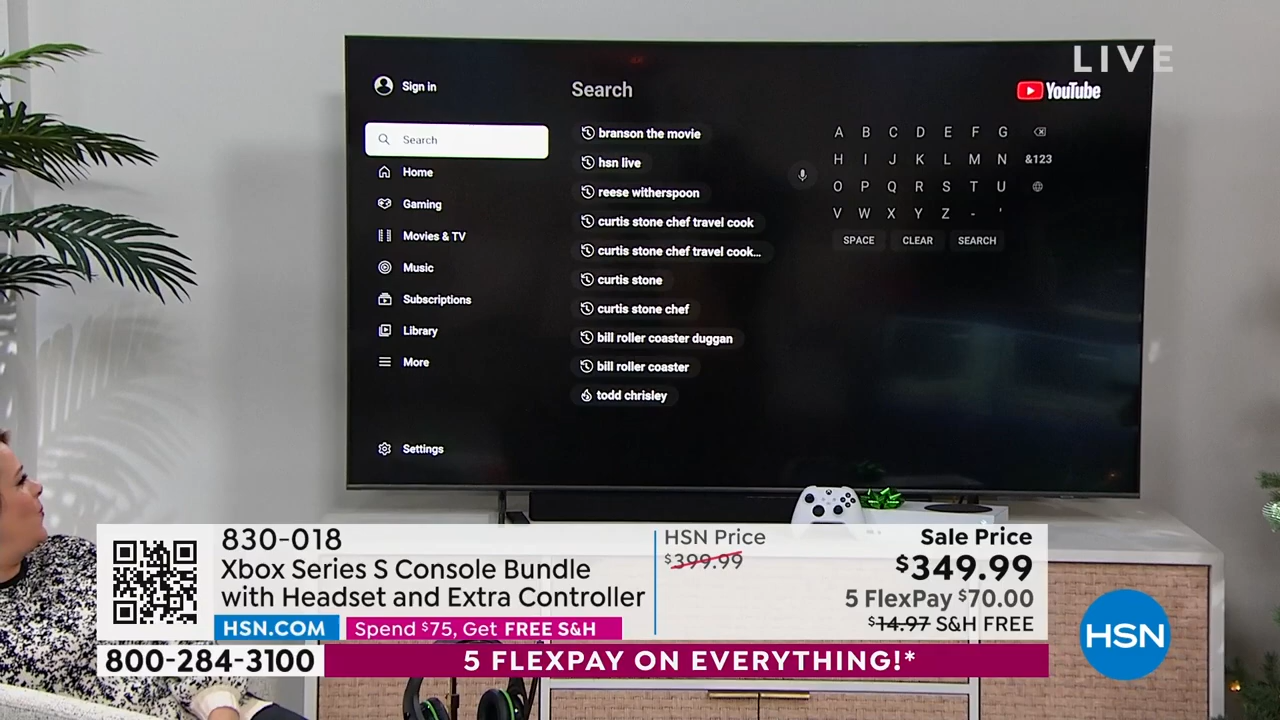 LIVE
Sign in
Search
YouTube
Search
Home
Gaming
Movies & TV
Music
Subscriptions
Library
More
Settings
branson the movie
hsn live
reese witherspoon
curtis stone chef travel cook
curtis stone chef travel cook...
curtis stone
curtis stone chef
bill roller coaster duggan
bill roller coaster
todd chrisley
A B C D E F G
H I J K L M N &123
O P Q R S T U
V W X Y Z - '
SPACE CLEAR SEARCH
830-018
Xbox Series S Console Bundle
with Headset and Extra Controller
HSN.COM
Spend $75, Get FREE S&H
HSN Price
$399.99
Sale Price
$349.99
5 FlexPay $70.00
$14.97 S&H FREE
HSN
800-284-3100
5 FLEXPAY ON EVERYTHING!*